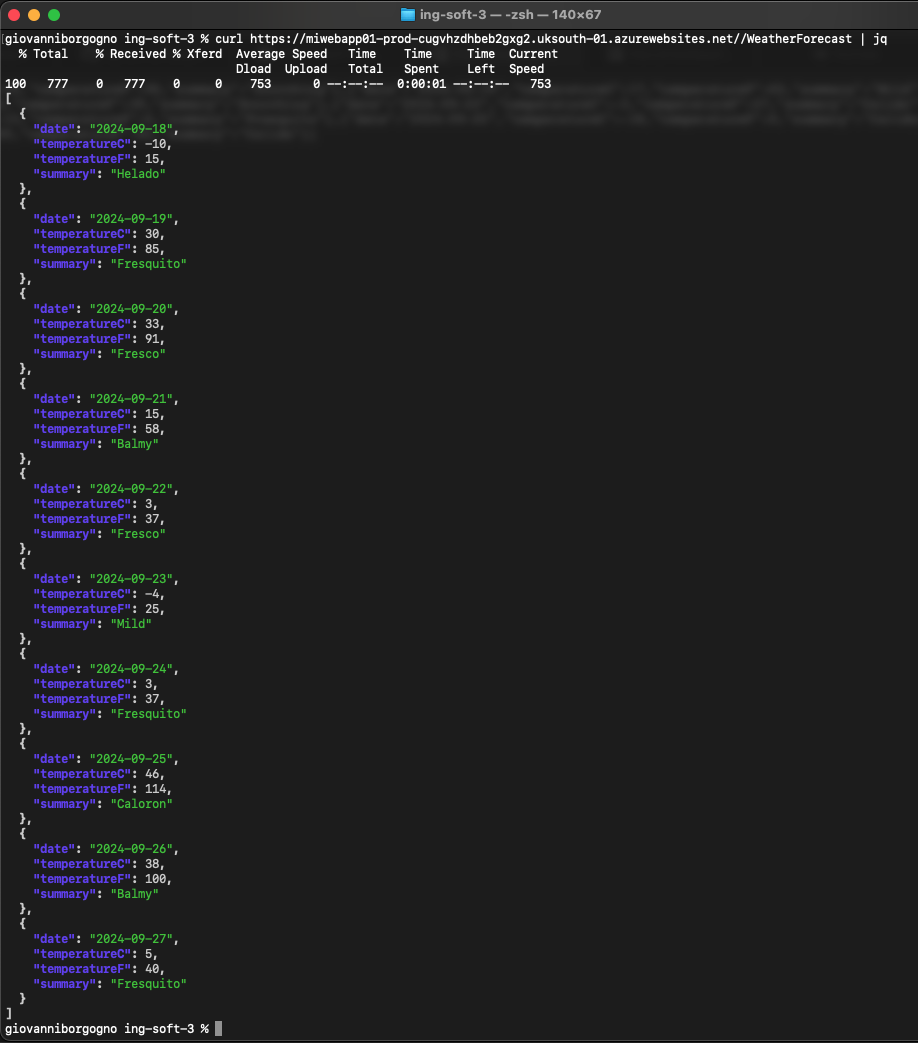 ing-soft-3 — -zsh — 140×67
giovanniborgogno ing-soft-3 % curl https://miwebapp01-prod-cugvhzdhbeb2gxg2.uksouth-01.azurewebsites.net//WeatherForecast | jq
  % Total    % Received % Xferd  Average Speed   Time    Time     Time  Current
                                 Dload  Upload   Total   Spent    Left  Speed
100   777    0   777    0     0    753      0 --:--:--  0:00:01 --:--:--   753
[
  {
    "date": "2024-09-18",
    "temperatureC": -10,
    "temperatureF": 15,
    "summary": "Helado"
  },
  {
    "date": "2024-09-19",
    "temperatureC": 30,
    "temperatureF": 85,
    "summary": "Fresquito"
  },
  {
    "date": "2024-09-20",
    "temperatureC": 33,
    "temperatureF": 91,
    "summary": "Fresco"
  },
  {
    "date": "2024-09-21",
    "temperatureC": 15,
    "temperatureF": 58,
    "summary": "Balmy"
  },
  {
    "date": "2024-09-22",
    "temperatureC": 3,
    "temperatureF": 37,
    "summary": "Fresco"
  },
  {
    "date": "2024-09-23",
    "temperatureC": -4,
    "temperatureF": 25,
    "summary": "Mild"
  },
  {
    "date": "2024-09-24",
    "temperatureC": 3,
    "temperatureF": 37,
    "summary": "Fresquito"
  },
  {
    "date": "2024-09-25",
    "temperatureC": 46,
    "temperatureF": 114,
    "summary": "Caloron"
  },
  {
    "date": "2024-09-26",
    "temperatureC": 38,
    "temperatureF": 100,
    "summary": "Balmy"
  },
  {
    "date": "2024-09-27",
    "temperatureC": 5,
    "temperatureF": 40,
    "summary": "Fresquito"
  }
]
giovanniborgogno ing-soft-3 %